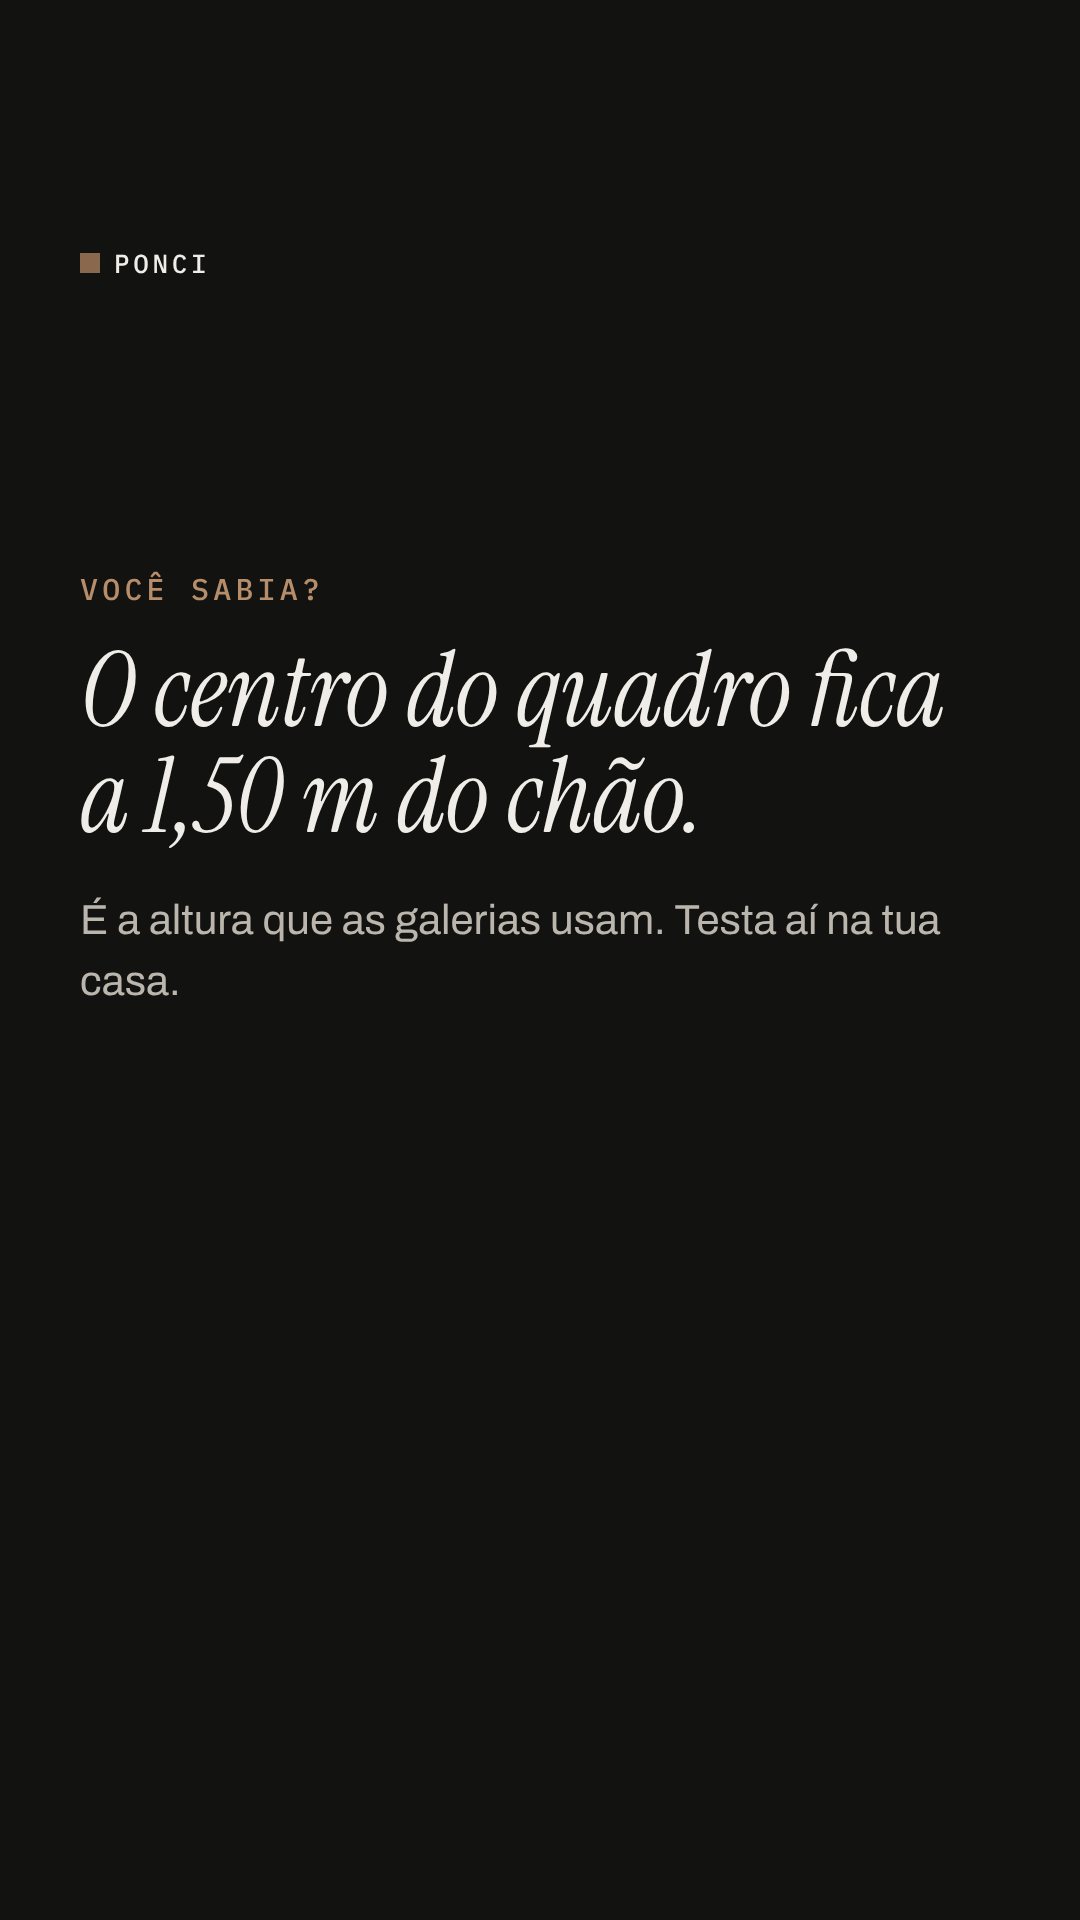 PONCI
VOCÊ SABIA?
O centro do quadro fica
a 1,50 m do chão.
É a altura que as galerias usam. Testa aí na tua
casa.